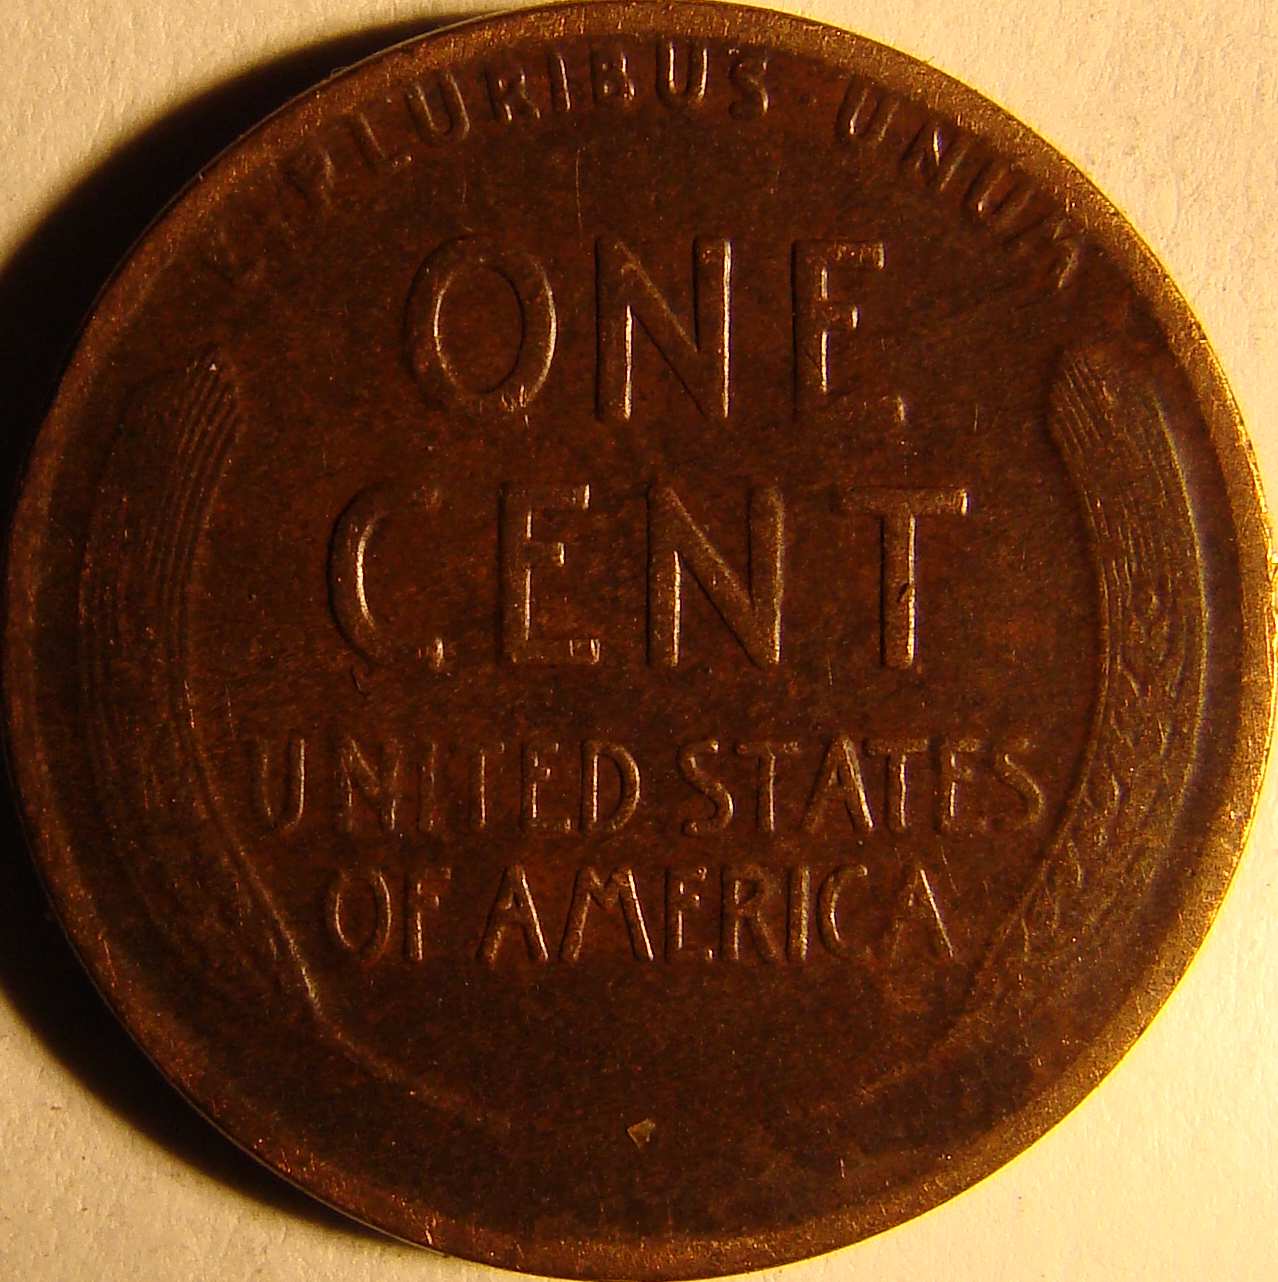 E PLURIBUS UNUM
ONE
CENT
UNITED STATES
OF AMERICA